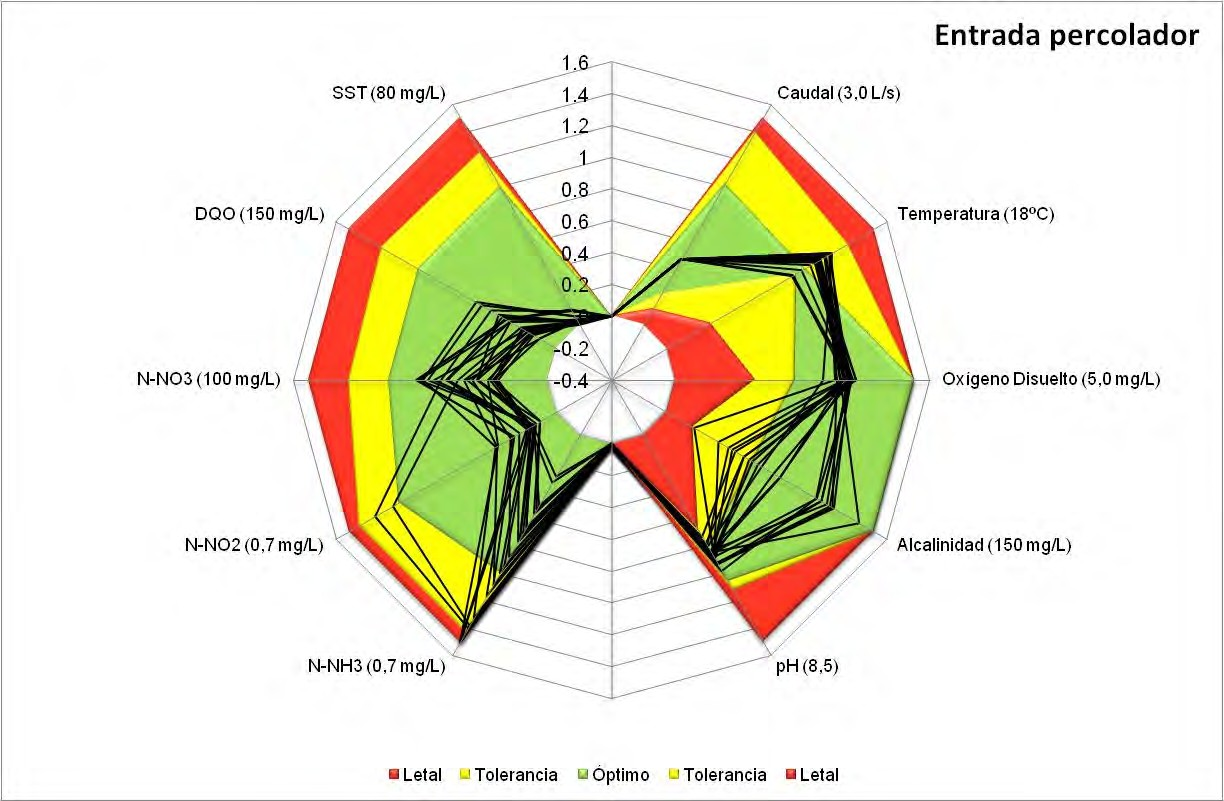 Entrada percolador
1.6
1.4
1.2
1
0.8
0.6
0.4
0.2
0
-0.2
-0.4
SST (80 mg/L)
Caudal (3,0 L/s)
DQO (150 mg/L)
Temperatura (18ºC)
N-NO3 (100 mg/L)
Oxígeno Disuelto (5,0 mg/L)
N-NO2 (0,7 mg/L)
Alcalinidad (150 mg/L)
N-NH3 (0,7 mg/L)
pH (8,5)
Letal Tolerancia Óptimo Tolerancia Letal